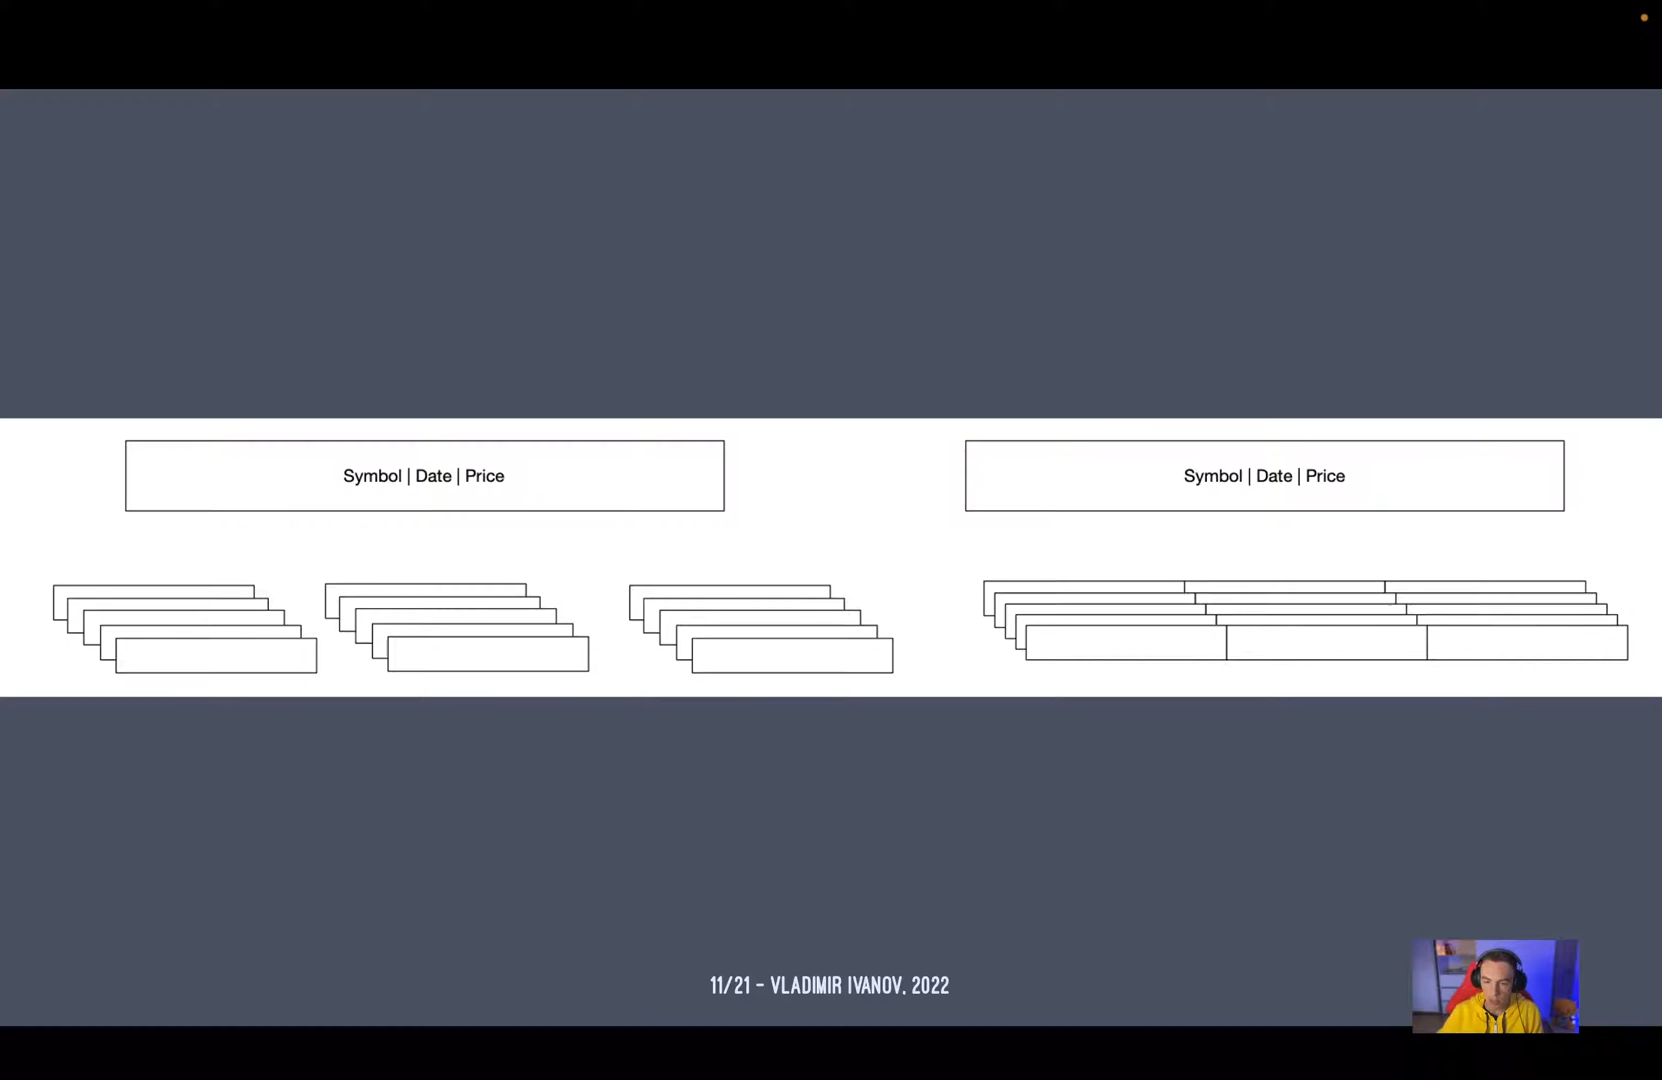 Symbol | Date | Price
Symbol | Date | Price
11/21 - VLADIMIR IVANOV, 2022